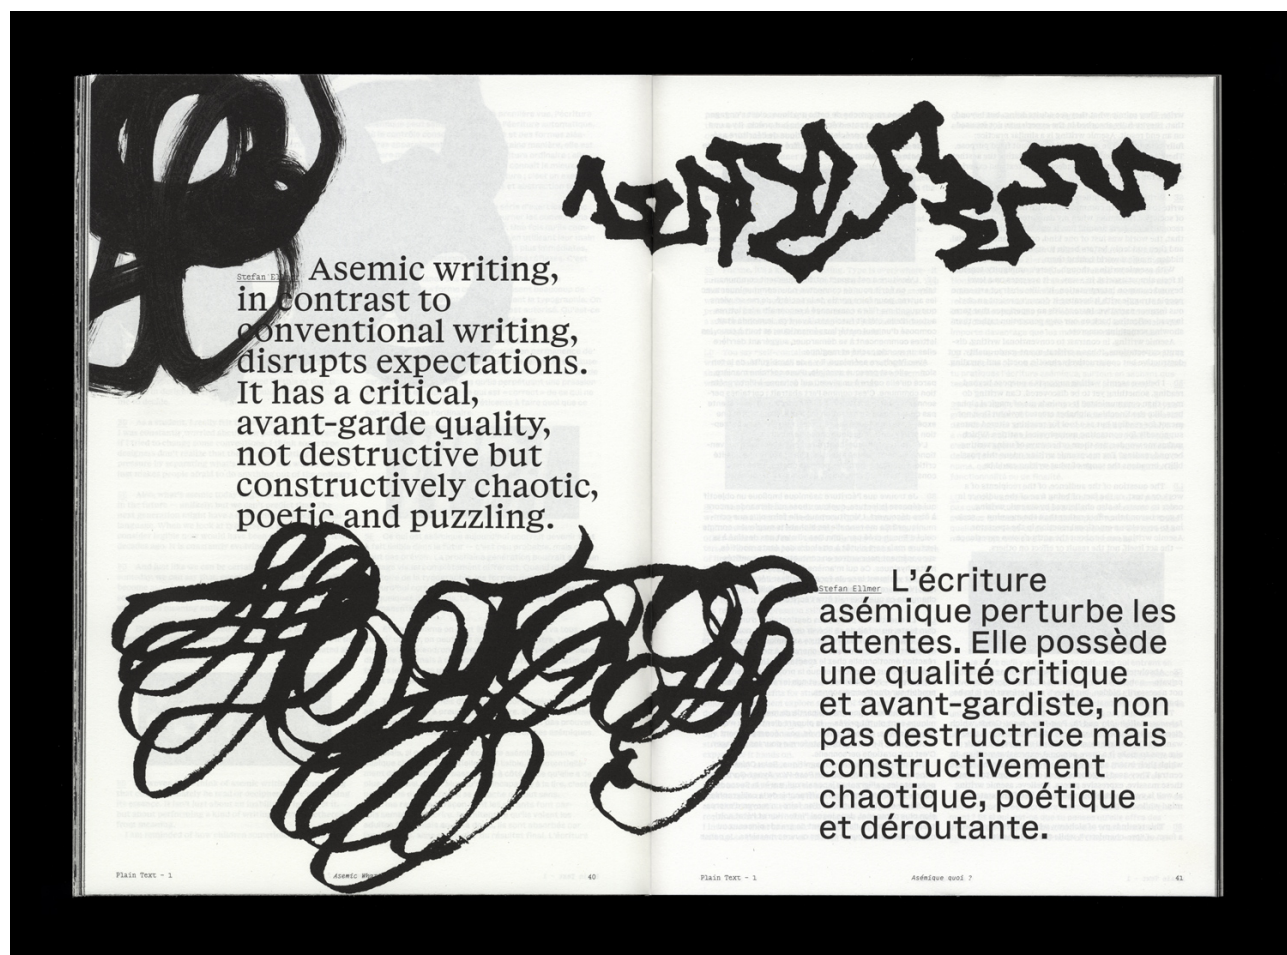 Stefan Ellmer Asemic writing,
in contrast to
conventional writing,
disrupts expectations.
It has a critical,
avant-garde quality,
not destructive but
constructively chaotic,
poetic and puzzling.
Plain Text – 1
Asemic
40
Stefan Ellmer L’écriture
asémique perturbe les
attentes. Elle possède
une qualité critique
et avant-gardiste, non
pas destructrice mais
constructivement
chaotique, poétique
et déroutante.
Plain Text – 1
Asémique quoi ?
41